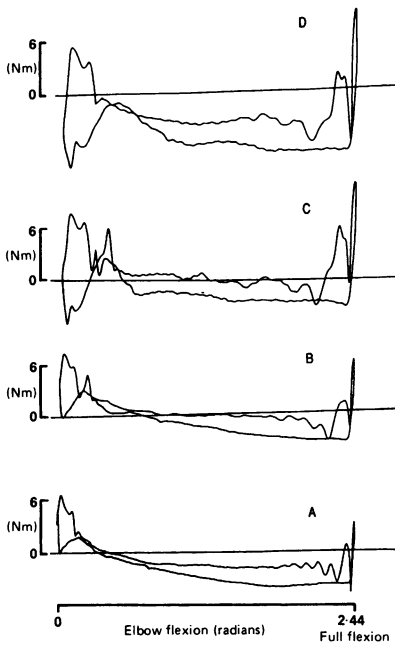 D
6
(Nm)
0
C
6
(Nm)
0
B
6
(Nm)
0
A
6
(Nm)
0
0
2·44
Elbow flexion (radians)
Full flexion